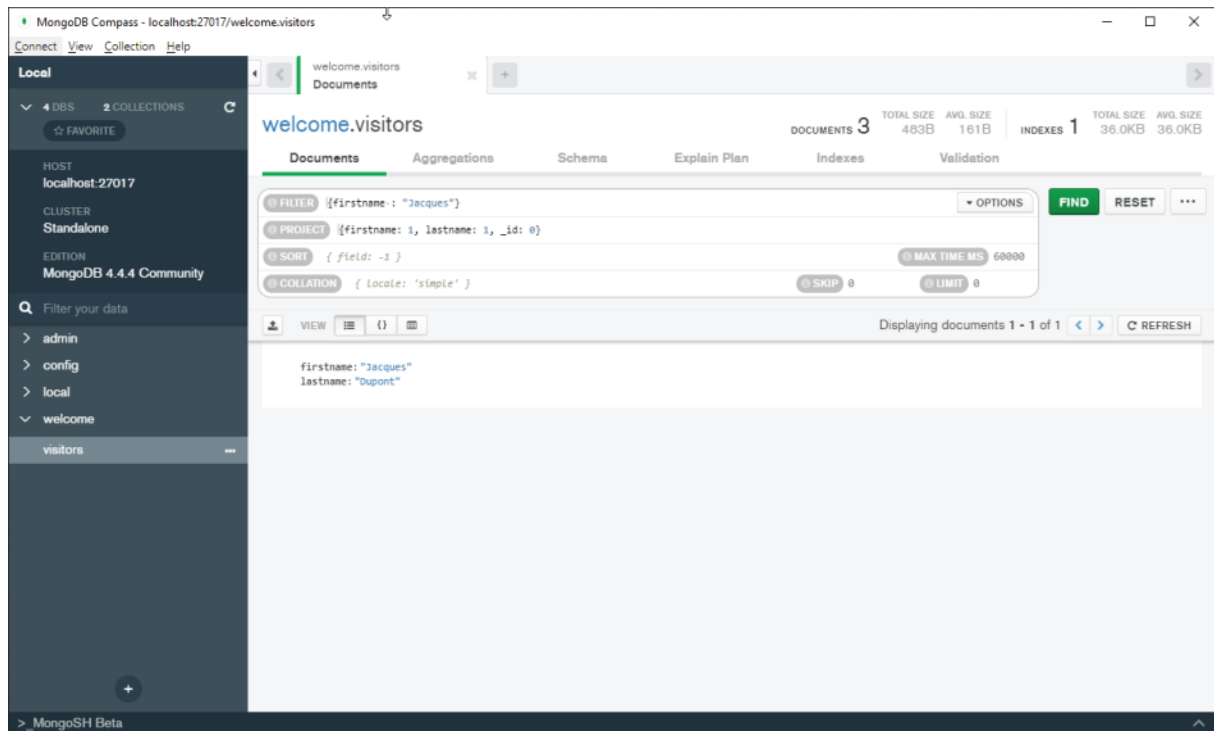 MongoDB Compass - localhost:27017/welcome.visitors
Connect View Collection Help
Local
4 DBS 2 COLLECTIONS
☆ FAVORITE
HOST
localhost:27017
CLUSTER
Standalone
EDITION
MongoDB 4.4.4 Community
Filter your data
admin
config
local
welcome
visitors
welcome.visitors
Documents
welcome.visitors
DOCUMENTS 3 TOTAL SIZE 483B AVG. SIZE 161B INDEXES 1 TOTAL SIZE 36.0KB AVG. SIZE 36.0KB
Documents Aggregations Schema Explain Plan Indexes Validation
FILTER {firstname : "Jacques"} OPTIONS FIND RESET
PROJECT {firstname: 1, lastname: 1, _id: 0}
SORT { field: -1 } MAX TIME MS 60000
COLLATION { locale: 'simple' } SKIP 0 LIMIT 0
VIEW {} Displaying documents 1 - 1 of 1 < > REFRESH
firstname: "Jacques"
lastname: "Dupont"
>_MongoSH Beta